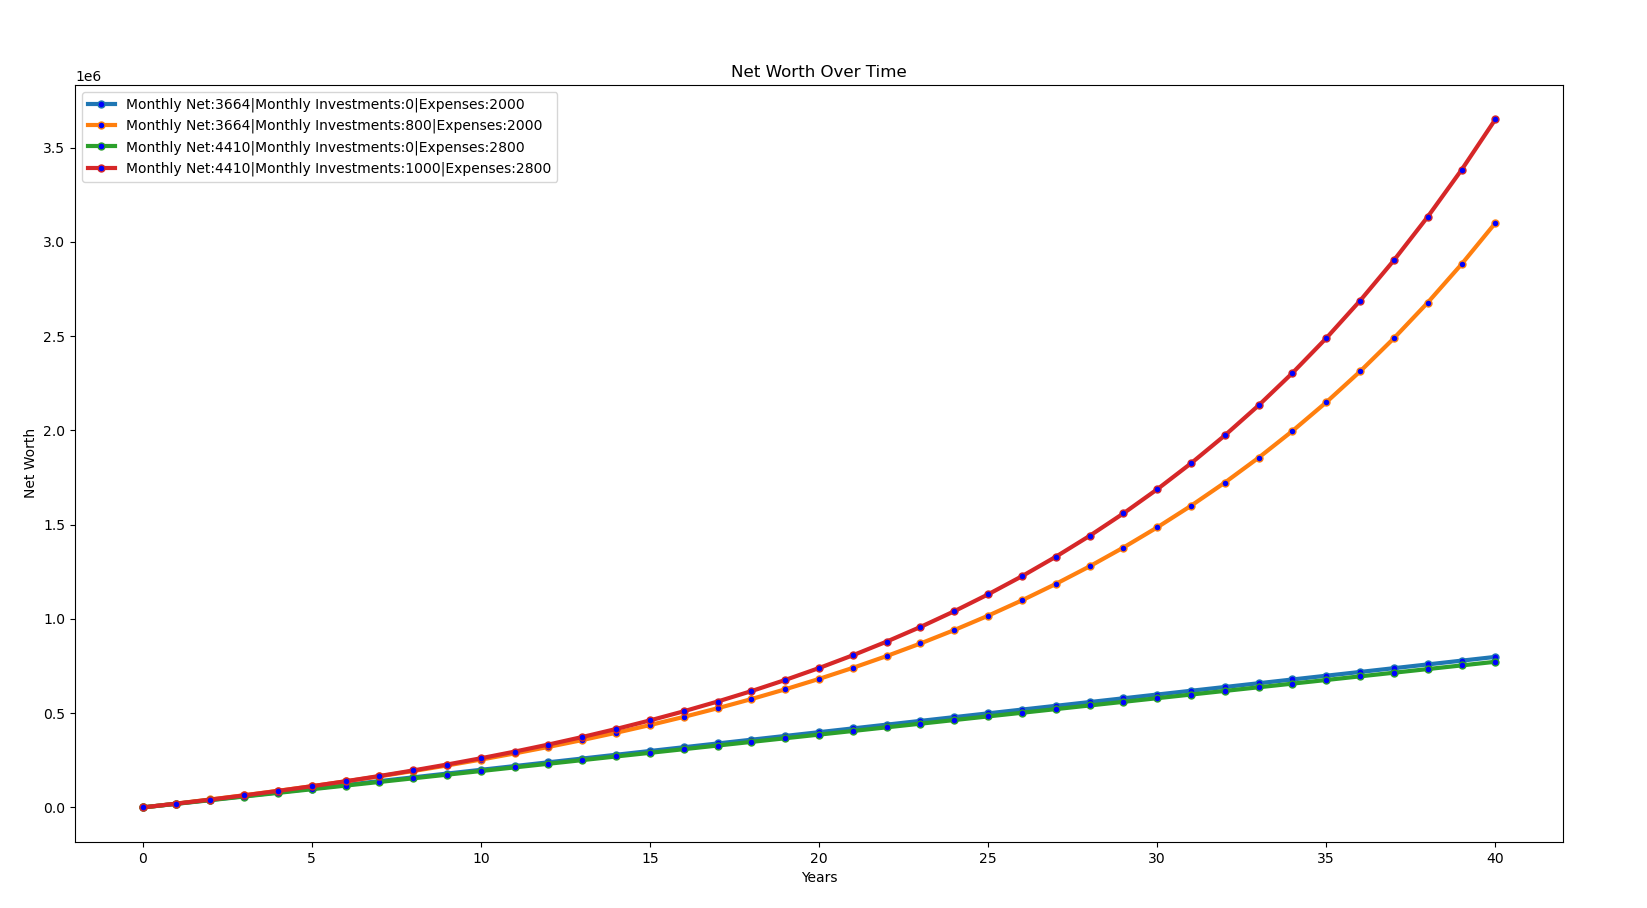 Net Worth Over Time
1e6
Monthly Net:3664|Monthly Investments:0|Expenses:2000
Monthly Net:3664|Monthly Investments:800|Expenses:2000
Monthly Net:4410|Monthly Investments:0|Expenses:2800
Monthly Net:4410|Monthly Investments:1000|Expenses:2800
3.5
3.0
2.5
2.0
1.5
1.0
0.5
0.0
Net Worth
0 5 10 15 20 25 30 35 40
Years